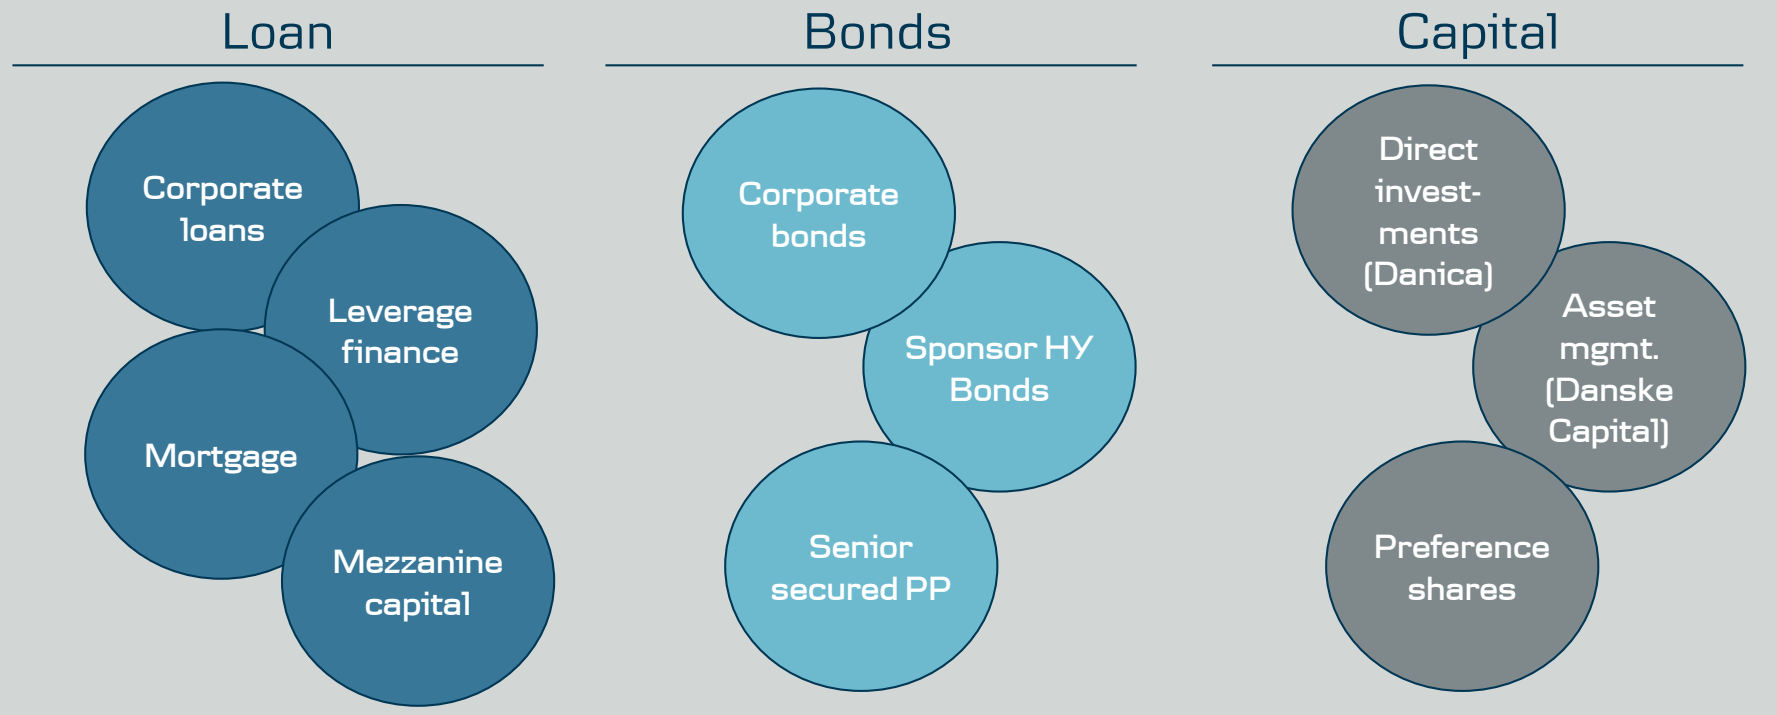 Loan
Corporate
loans
Leverage
finance
Mortgage
Mezzanine
capital
Bonds
Corporate
bonds
Sponsor HY
Bonds
Senior
secured PP
Capital
Direct
invest-
ments
(Danica)
Asset
mgmt.
(Danske
Capital)
Preference
shares